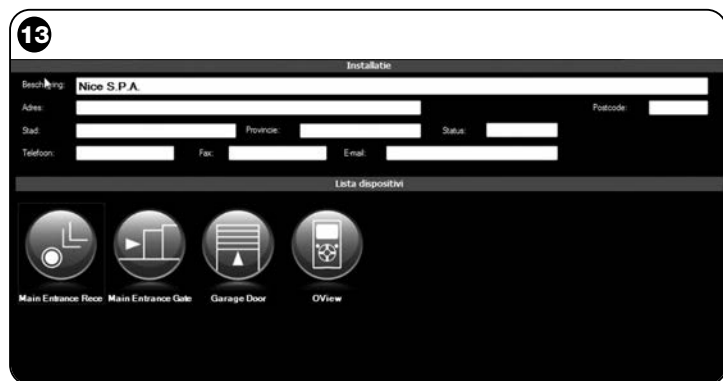 13
Installatie
Beschrijving: Nice S.P.A.
Adres: Postcode:
Stad: Provincie: Status:
Telefoon: Fax: E-mail:
Lista dispositivi
Main Entrance Rece Main Entrance Gate Garage Door OView